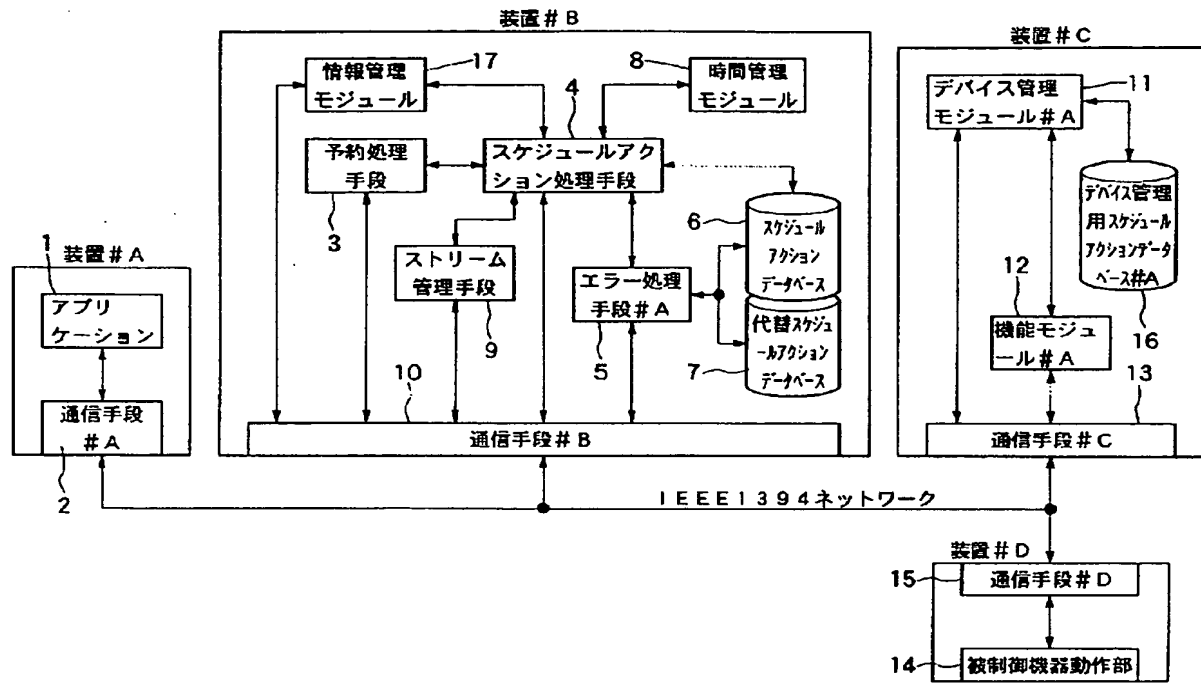 装置＃B
情報管理
モジュール
17
8
時間管理
モジュール
4
予約処理
手段
3
スケジュールアク
ション処理手段
ストリーム
管理手段
9
エラー処理
手段＃A
5
6
スケジュール
アクション
データベース
代替スケジュ
ールアクション
データベース
7
10
通信手段＃B
装置＃A
1
アプリ
ケーション
通信手段
＃A
2
装置＃C
デバイス管理
モジュール＃A
11
デバイス管理
用スケジュール
アクションデータ
ベース#A
16
12
機能モジュ
ール＃A
13
通信手段＃C
IEEE1394ネットワーク
装置＃D
15
通信手段＃D
14
被制御機器動作部